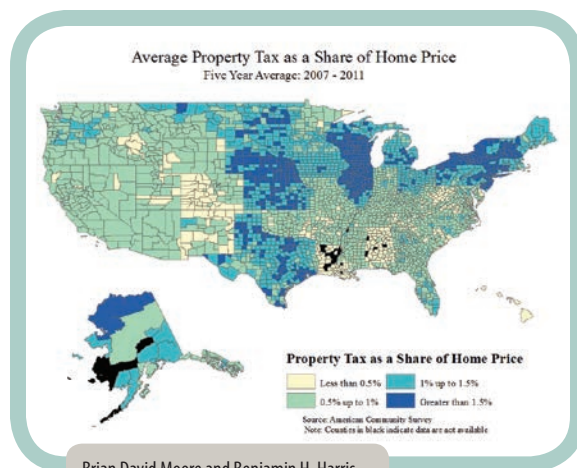 Average Property Tax as a Share of Home Price
Five Year Average: 2007 - 2011
Property Tax as a Share of Home Price
Less than 0.5%
1% up to 1.5%
0.5% up to 1%
Greater than 1.5%
Source: American Community Survey
Note: Counties in black indicate data are not available
Brian David Moore and Benjamin H. Harris